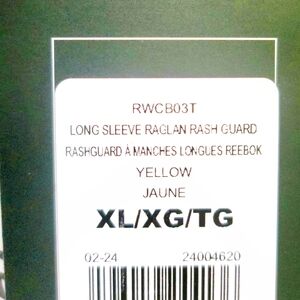 RWCB03T
LONG SLEEVE RAGLAN RASH GUARD
RASHGUARD À MANCHES LONGUES REEBOK
YELLOW
JAUNE
XL/XG/TG
02-24 24004620